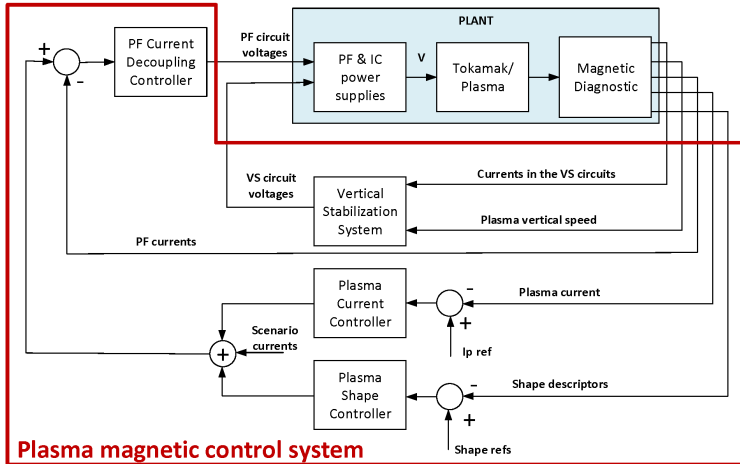 PLANT
+
-
PF Current
Decoupling
Controller
PF circuit
voltages
PF & IC
power
supplies
V
Tokamak/
Plasma
Magnetic
Diagnostic
VS circuit
voltages
Vertical
Stabilization
System
Currents in the VS circuits
Plasma vertical speed
PF currents
Plasma
Current
Controller
-
+
Plasma current
Ip ref
Scenario
currents
+
Plasma
Shape
Controller
-
+
Shape descriptors
Shape refs
Plasma magnetic control system